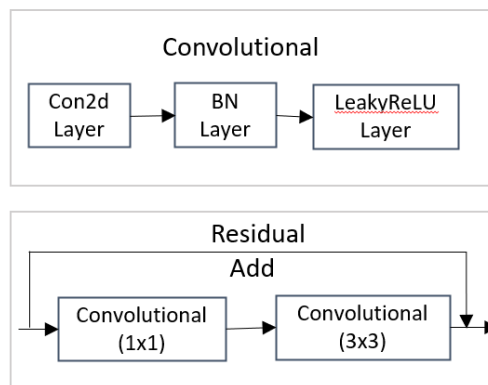 Convolutional
Con2d
Layer
BN
Layer
LeakyReLU
Layer
Residual
Add
Convolutional
(1x1)
Convolutional
(3x3)